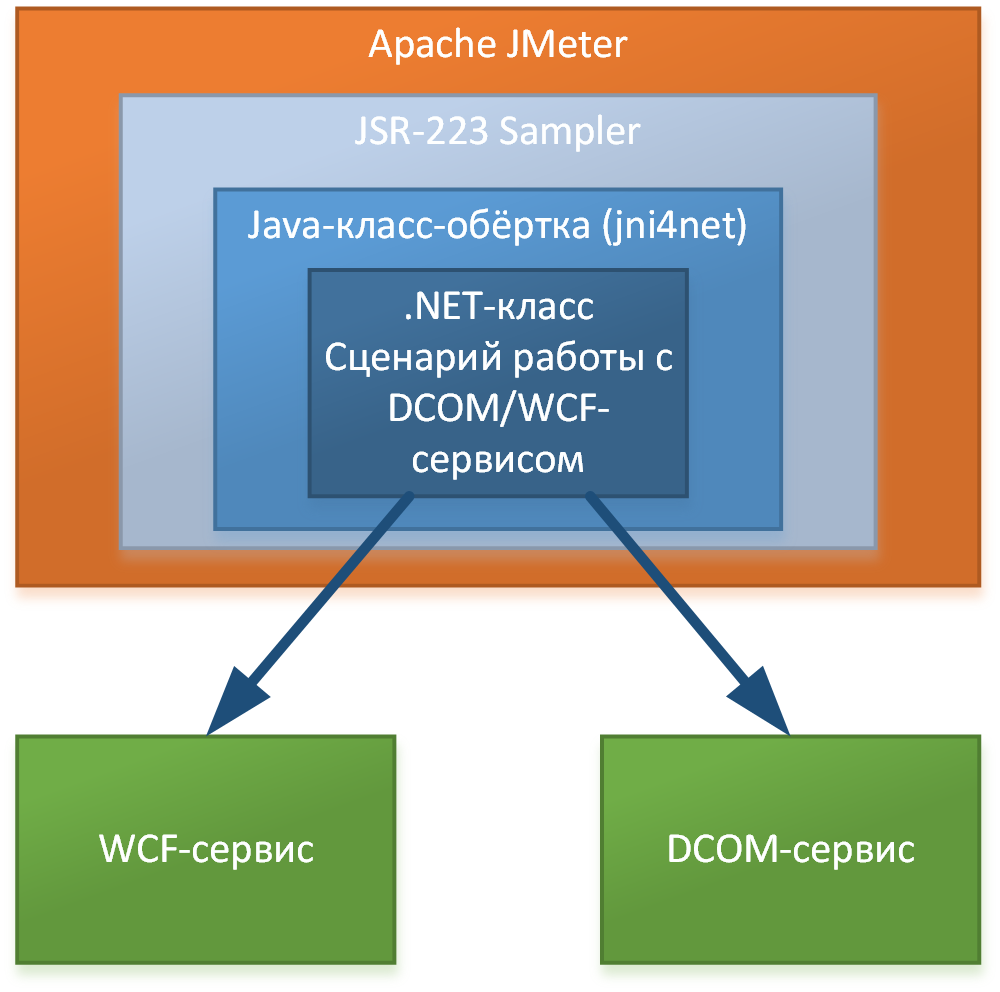 Apache JMeter
JSR-223 Sampler
Java-класс-обёртка (jni4net)
.NET-класс
Сценарий работы с
DCOM/WCF-
сервисом
WCF-сервис
DCOM-сервис